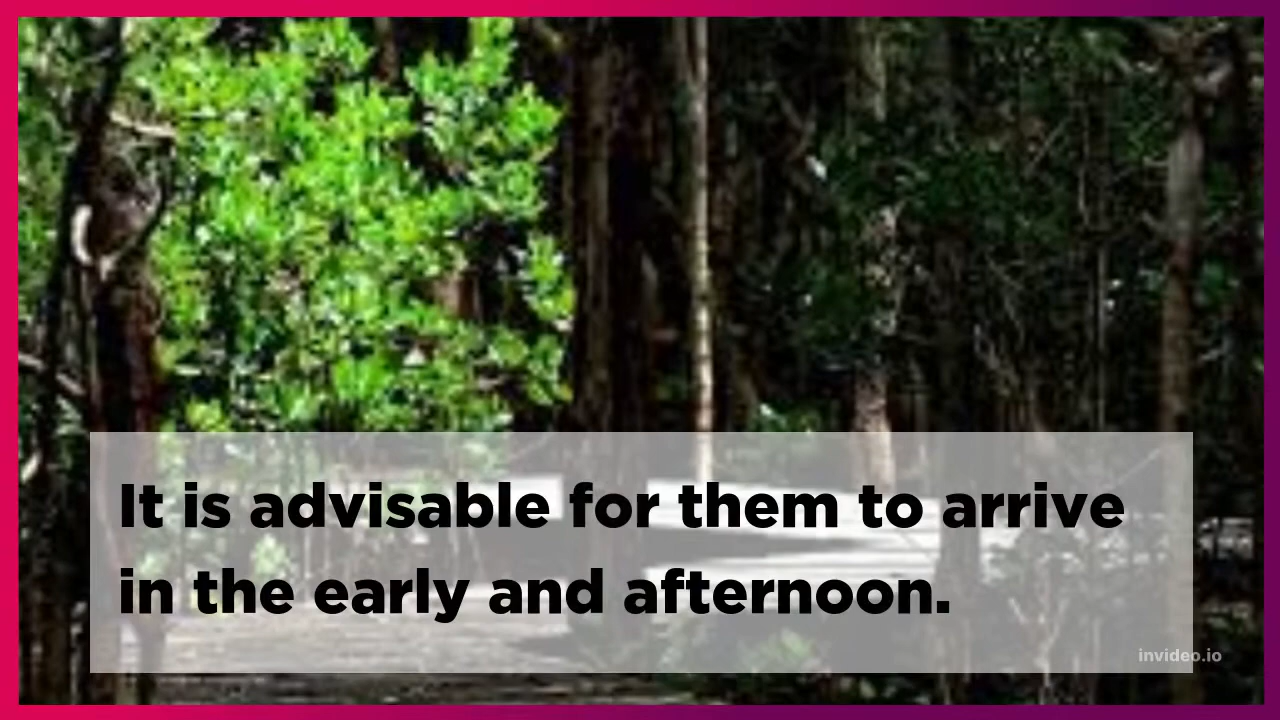 It is advisable for them to arrive
in the early and afternoon.
invideo.io